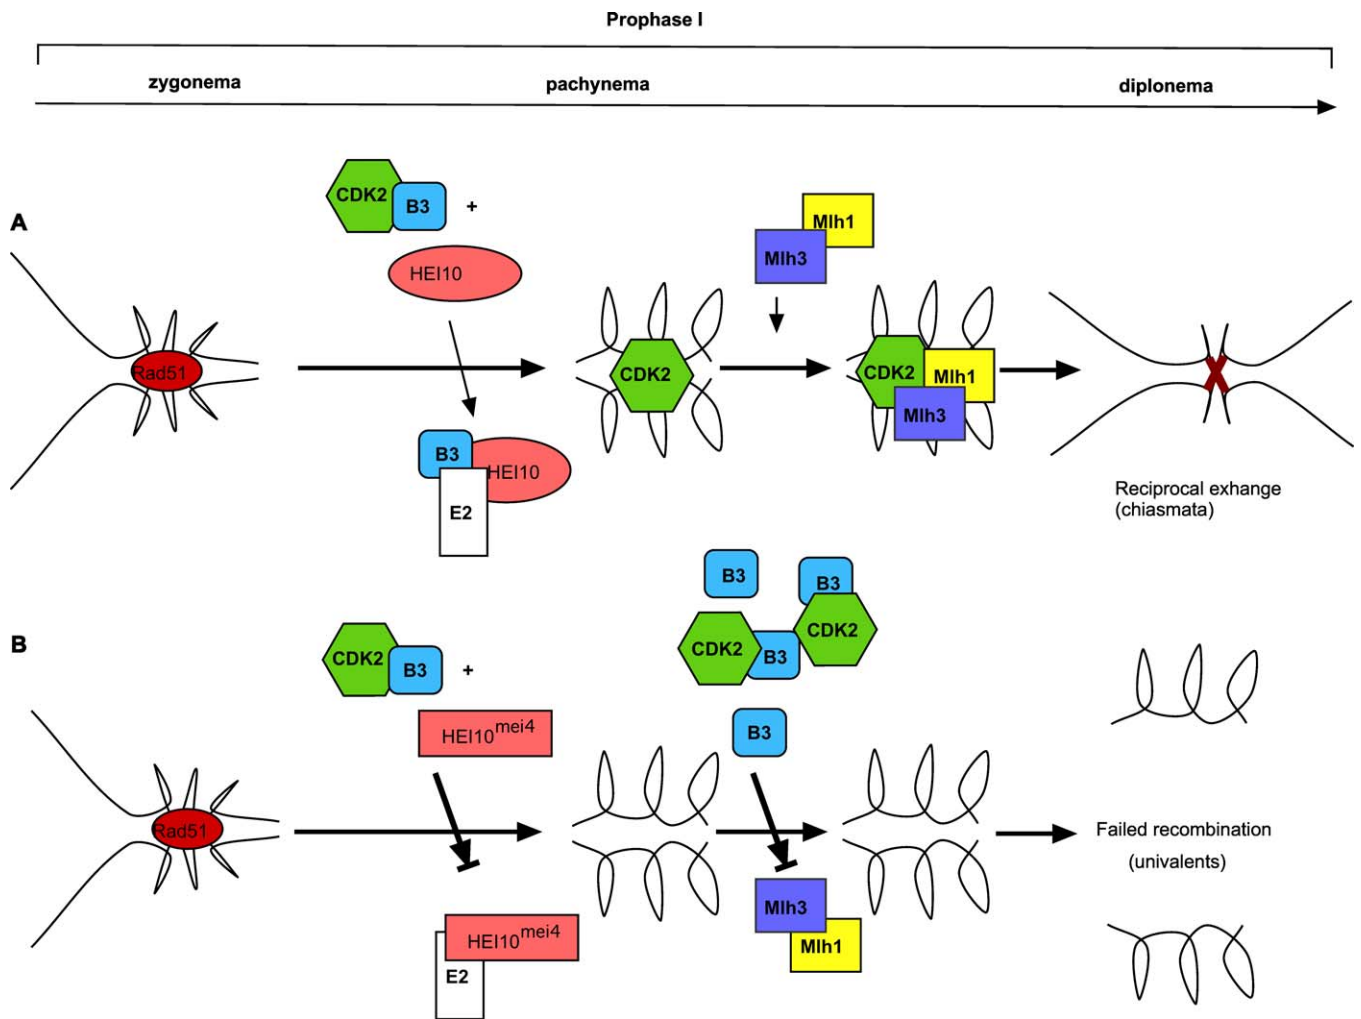 Prophase I
zygonema pachynema diplonema
A
CDK2 B3 +
HEI10
Mlh1
Mlh3
Rad51
CDK2
CDK2 Mlh1
Mlh3
B3 HEI10
E2
Reciprocal exhange
(chiasmata)
B
CDK2 B3 +
HEI10mei4
B3 B3
CDK2 B3 CDK2
B3
Rad51
Failed recombination
(univalents)
HEI10mei4
E2
Mlh3
Mlh1